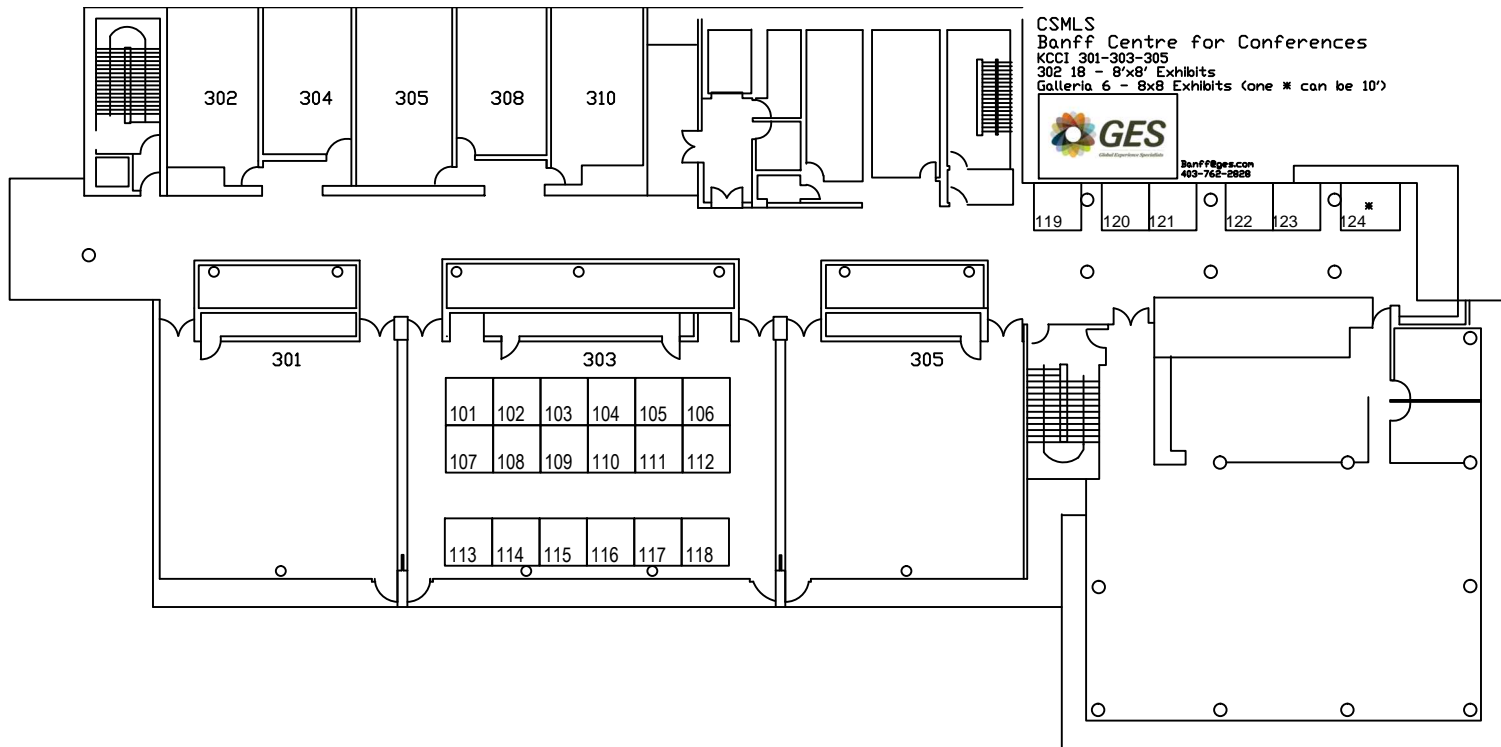 CSMLS
Banff Centre for Conferences
KCCI 301-303-305
302 18 - 8'x8' Exhibits
Galleria 6 - 8x8 Exhibits (one * can be 10')
GES
Global Experience Specialists
Banff@ges.com
403-762-2828
302 304 305 308 310
119 120 121 122 123 124 *
301 303 305
101 102 103 104 105 106
107 108 109 110 111 112
113 114 115 116 117 118